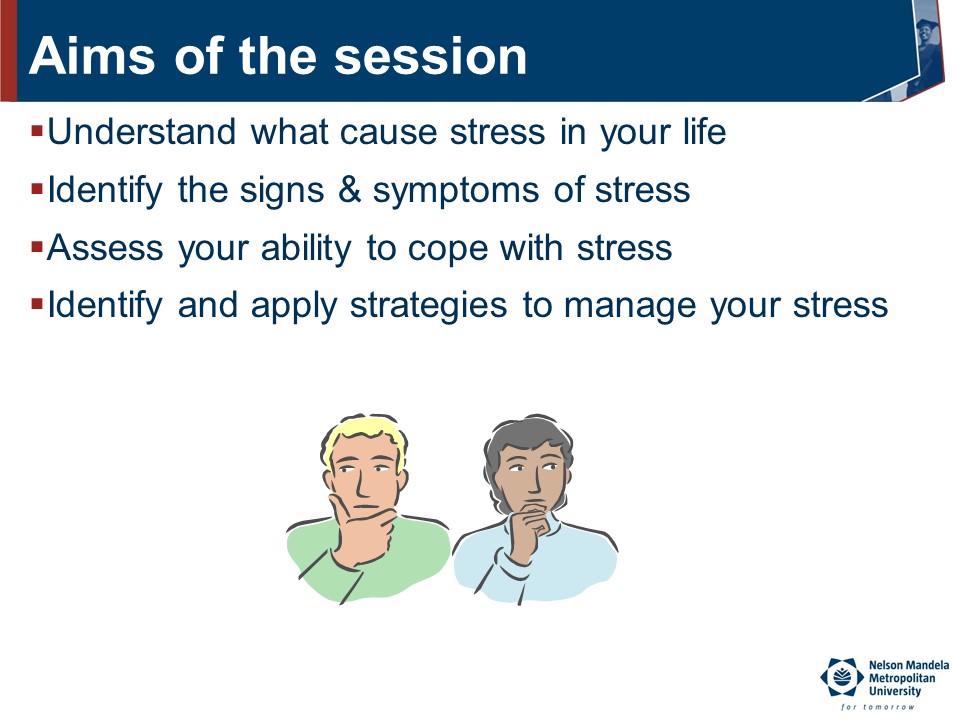 Aims of the session
▪Understand what cause stress in your life
▪Identify the signs & symptoms of stress
▪Assess your ability to cope with stress
▪Identify and apply strategies to manage your stress
Nelson Mandela
Metropolitan
University
for tomorrow